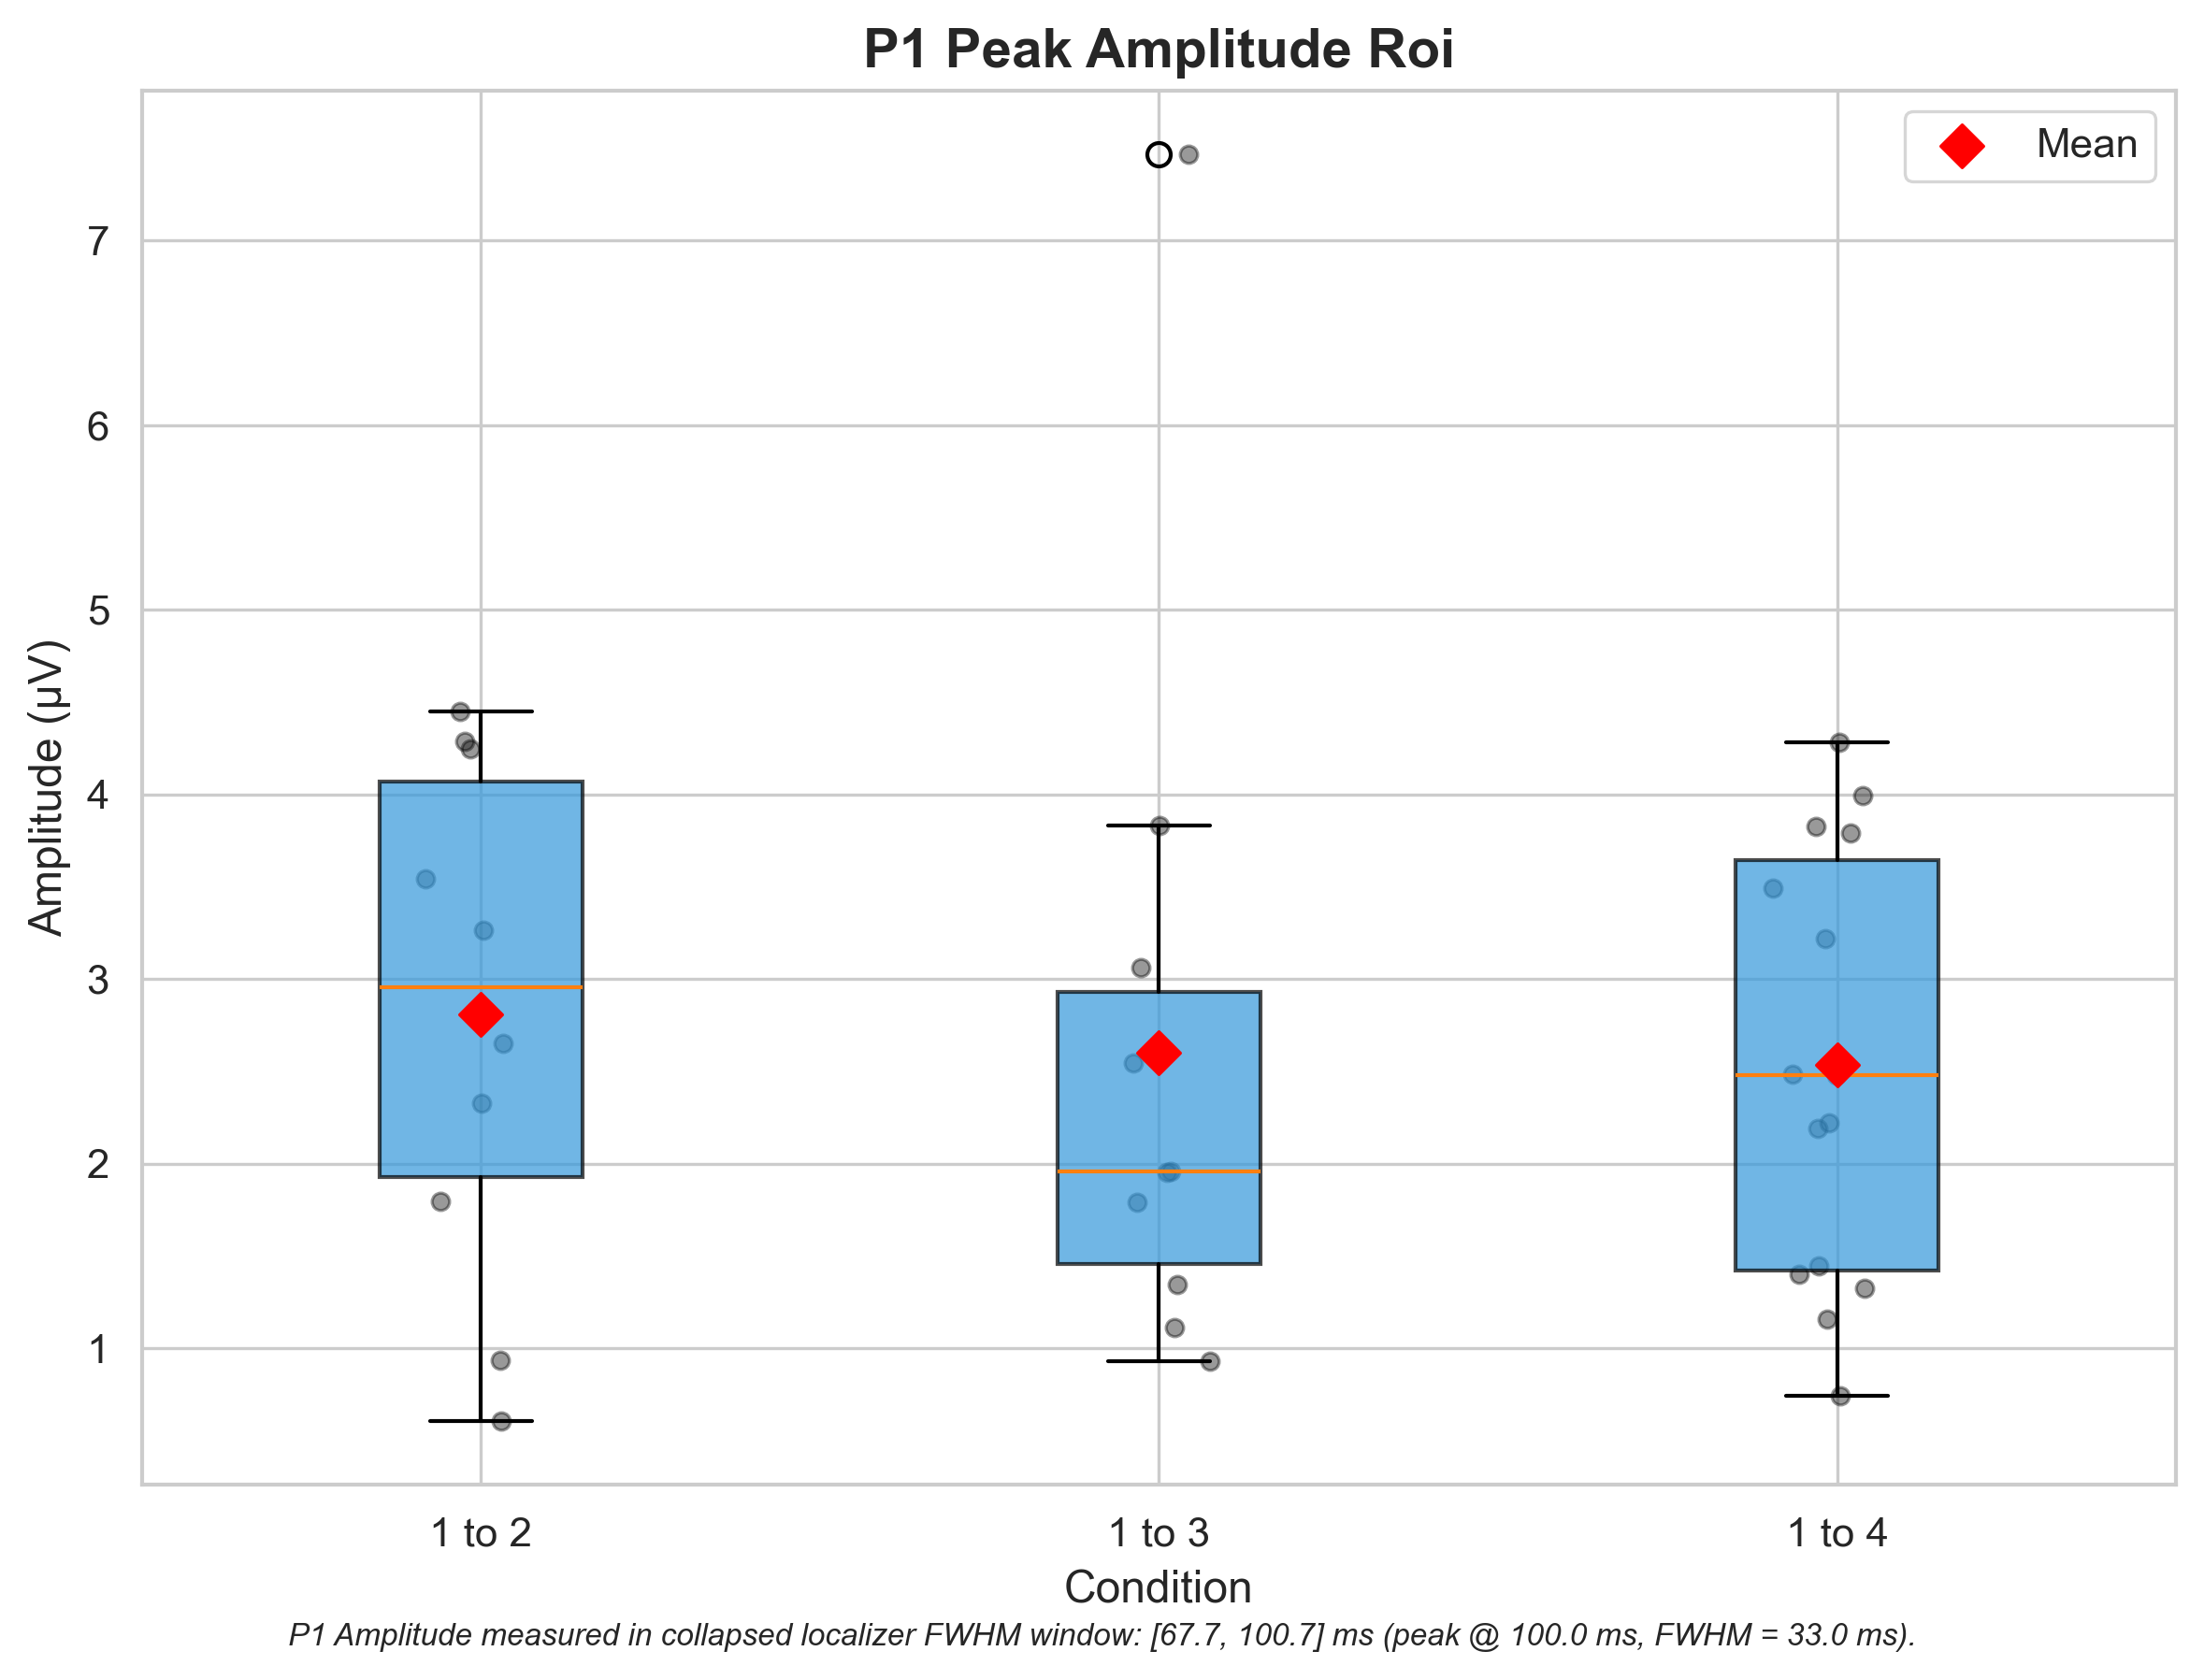 P1 Peak Amplitude Roi
Mean
Amplitude (µV)
7
6
5
4
3
2
1
1 to 2
1 to 3
1 to 4
Condition
P1 Amplitude measured in collapsed localizer FWHM window: [67.7, 100.7] ms (peak @ 100.0 ms, FWHM = 33.0 ms).